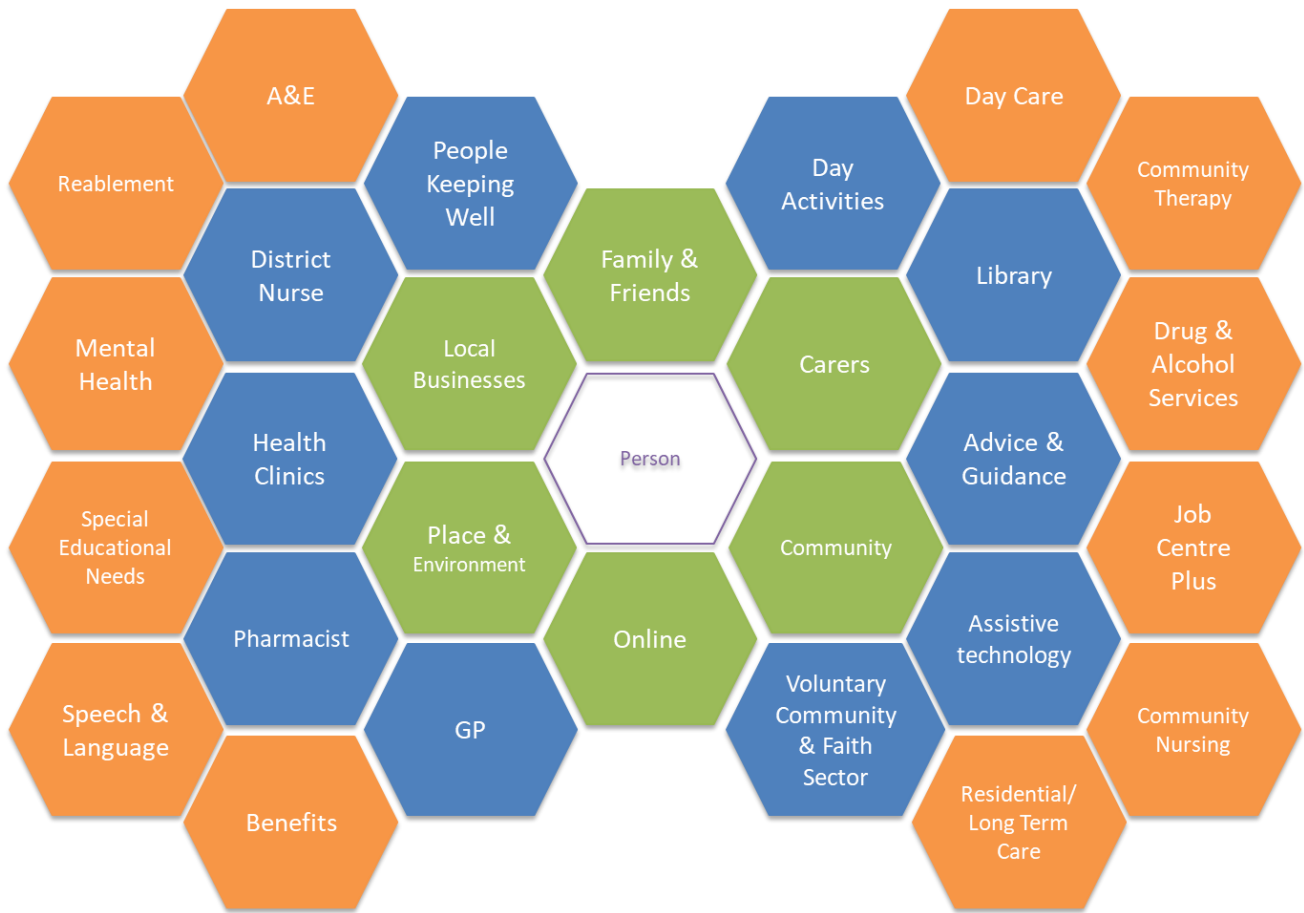 A&E
Day Care
Reablement
People
Keeping
Well
Day
Activities
Community
Therapy
District
Nurse
Family &
Friends
Library
Mental
Health
Local
Businesses
Carers
Drug &
Alcohol
Services
Health
Clinics
Person
Advice &
Guidance
Special
Educational
Needs
Place &
Environment
Community
Job
Centre
Plus
Pharmacist
Online
Assistive
technology
Speech &
Language
GP
Voluntary
Community
& Faith
Sector
Community
Nursing
Benefits
Residential/
Long Term
Care